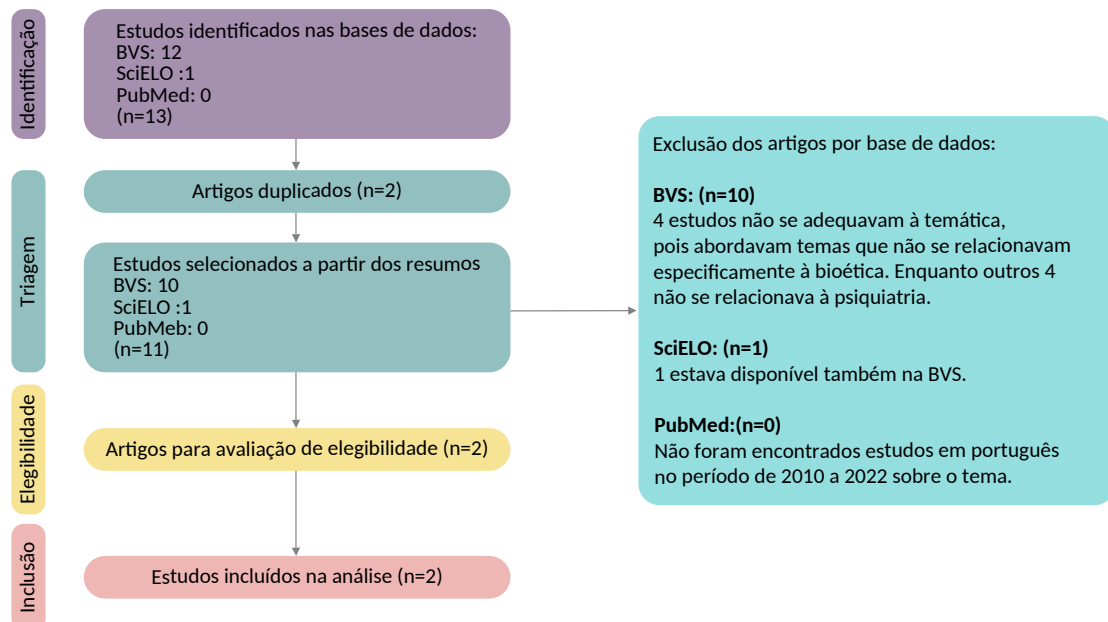 Identificação
Estudos identificados nas bases de dados:
BVS: 12
SciELO :1
PubMed: 0
(n=13)
Triagem
Artigos duplicados (n=2)
Estudos selecionados a partir dos resumos
BVS: 10
SciELO :1
PubMeb: 0
(n=11)
Exclusão dos artigos por base de dados:
BVS: (n=10)
4 estudos não se adequavam à temática,
pois abordavam temas que não se relacionavam
especificamente à bioética. Enquanto outros 4
não se relacionava à psiquiatria.
SciELO: (n=1)
1 estava disponível também na BVS.
PubMed:(n=0)
Não foram encontrados estudos em português
no período de 2010 a 2022 sobre o tema.
Elegibilidade
Artigos para avaliação de elegibilidade (n=2)
Inclusão
Estudos incluídos na análise (n=2)